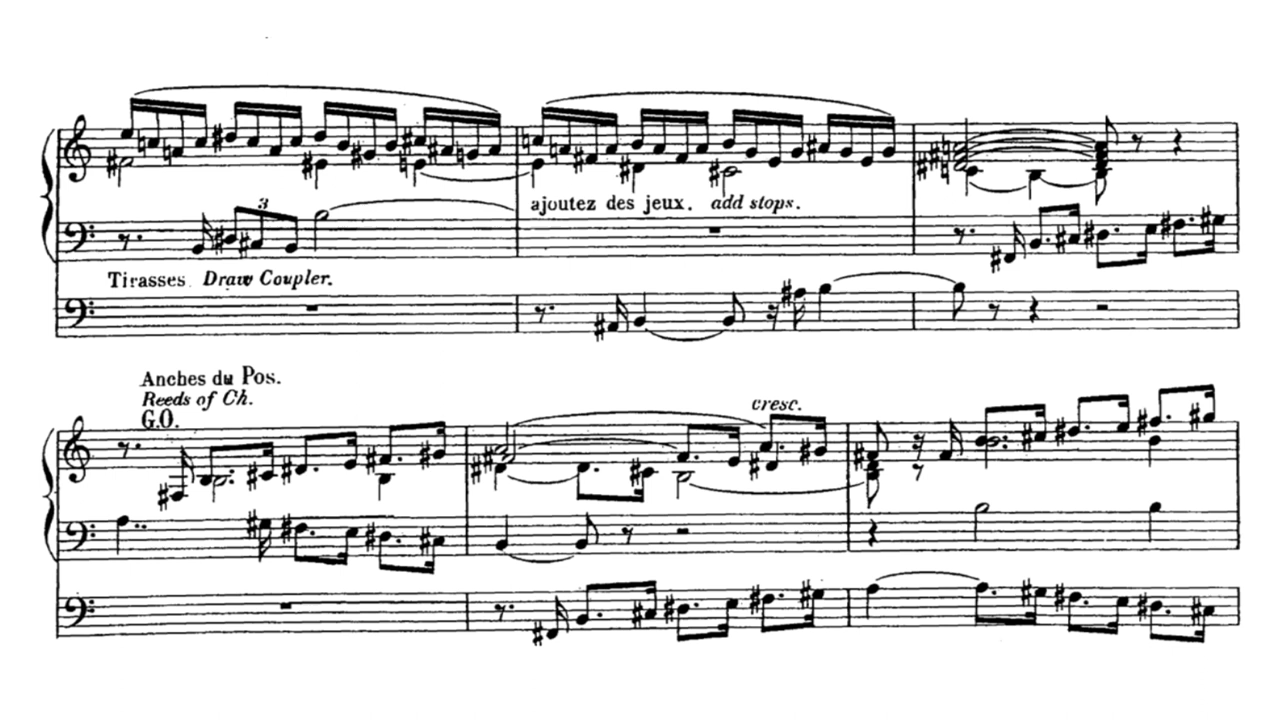 3
ajoutez des jeux. add stops.
Tirasses Draw Coupler.
Anches du Pos.
Reeds of Ch.
G.O.
cresc.